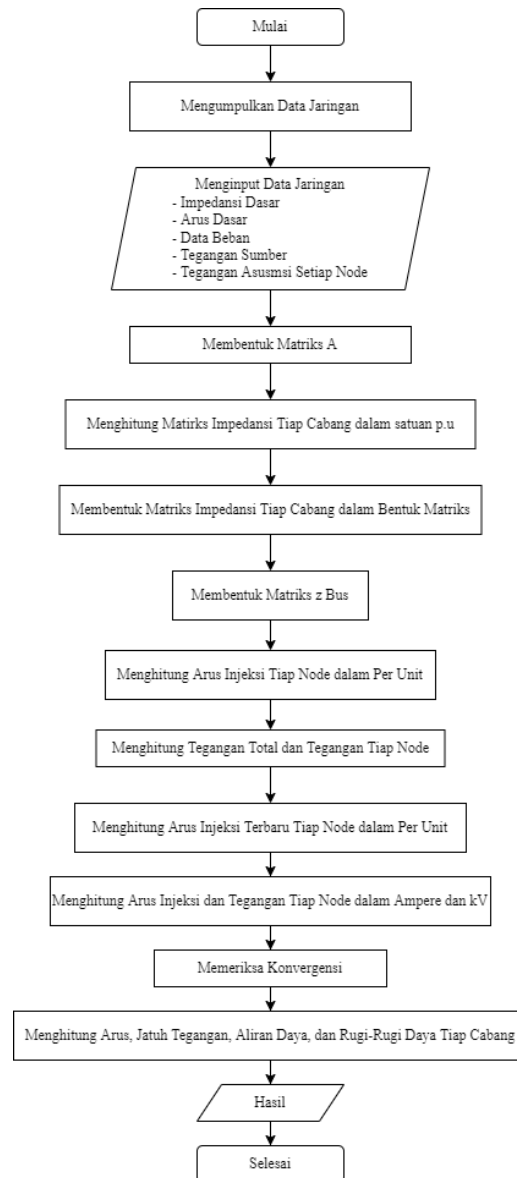 Mulai
Mengumpulkan Data Jaringan
Menginput Data Jaringan
- Impedansi Dasar
- Arus Dasar
- Data Beban
- Tegangan Sumber
- Tegangan Asusmsi Setiap Node
Membentuk Matriks A
Menghitung Matirks Impedansi Tiap Cabang dalam satuan p.u
Membentuk Matriks Impedansi Tiap Cabang dalam Bentuk Matriks
Membentuk Matriks z Bus
Menghitung Arus Injeksi Tiap Node dalam Per Unit
Menghitung Tegangan Total dan Tegangan Tiap Node
Menghitung Arus Injeksi Terbaru Tiap Node dalam Per Unit
Menghitung Arus Injeksi dan Tegangan Tiap Node dalam Ampere dan kV
Memeriksa Konvergensi
Menghitung Arus, Jatuh Tegangan, Aliran Daya, dan Rugi-Rugi Daya Tiap Cabang
Hasil
Selesai